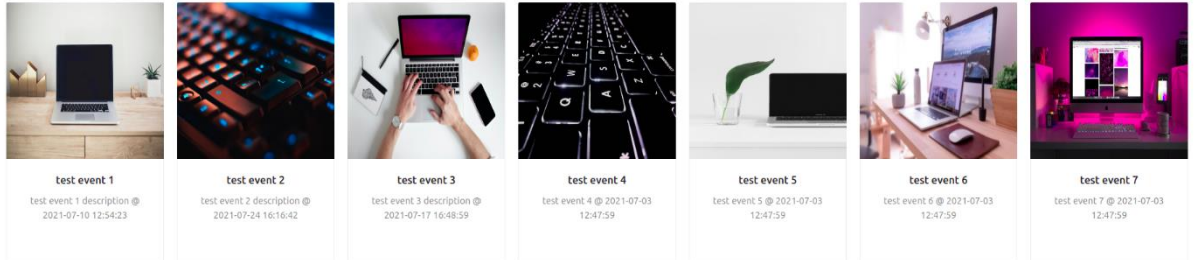 test event 1
test event 1 description @
2021-07-10 12:54:23
test event 2
test event 2 description @
2021-07-24 16:16:42
test event 3
test event 3 description @
2021-07-17 16:48:59
test event 4
test event 4 @ 2021-07-03
12:47:59
test event 5
test event 5 @ 2021-07-03
12:47:59
test event 6
test event 6 @ 2021-07-03
12:47:59
test event 7
test event 7 @ 2021-07-03
12:47:59
Q
A
W
S